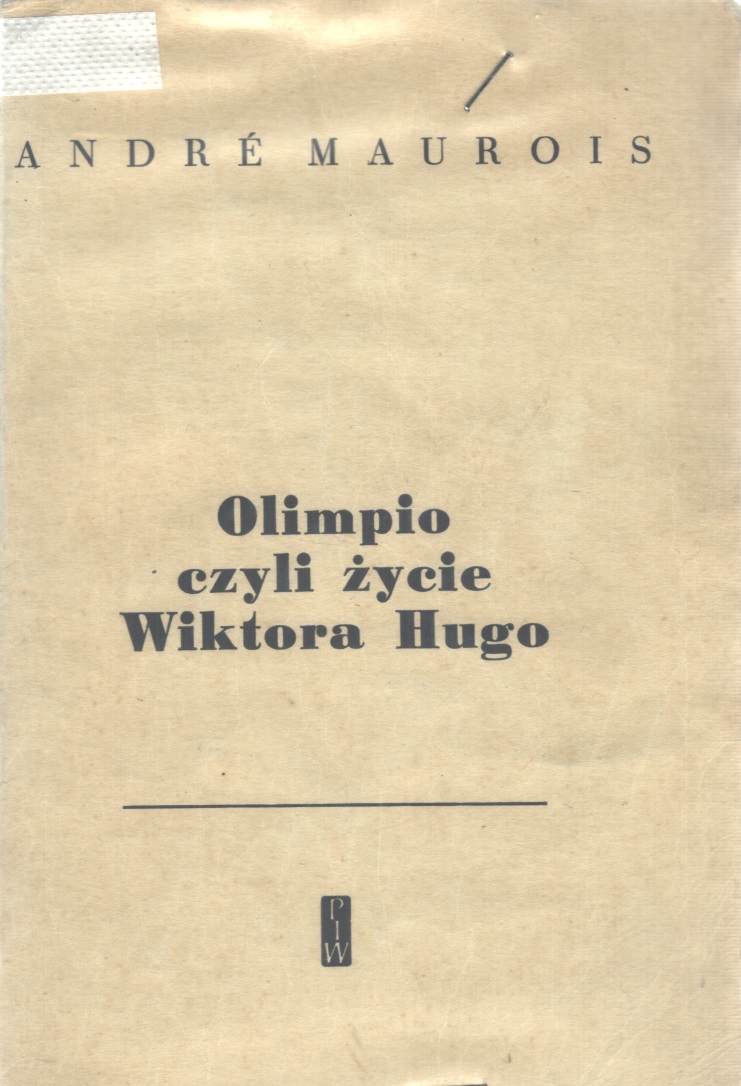 ANDRÉ MAUROIS
Olimpio
czyli życie
Wiktora Hugo
PIW